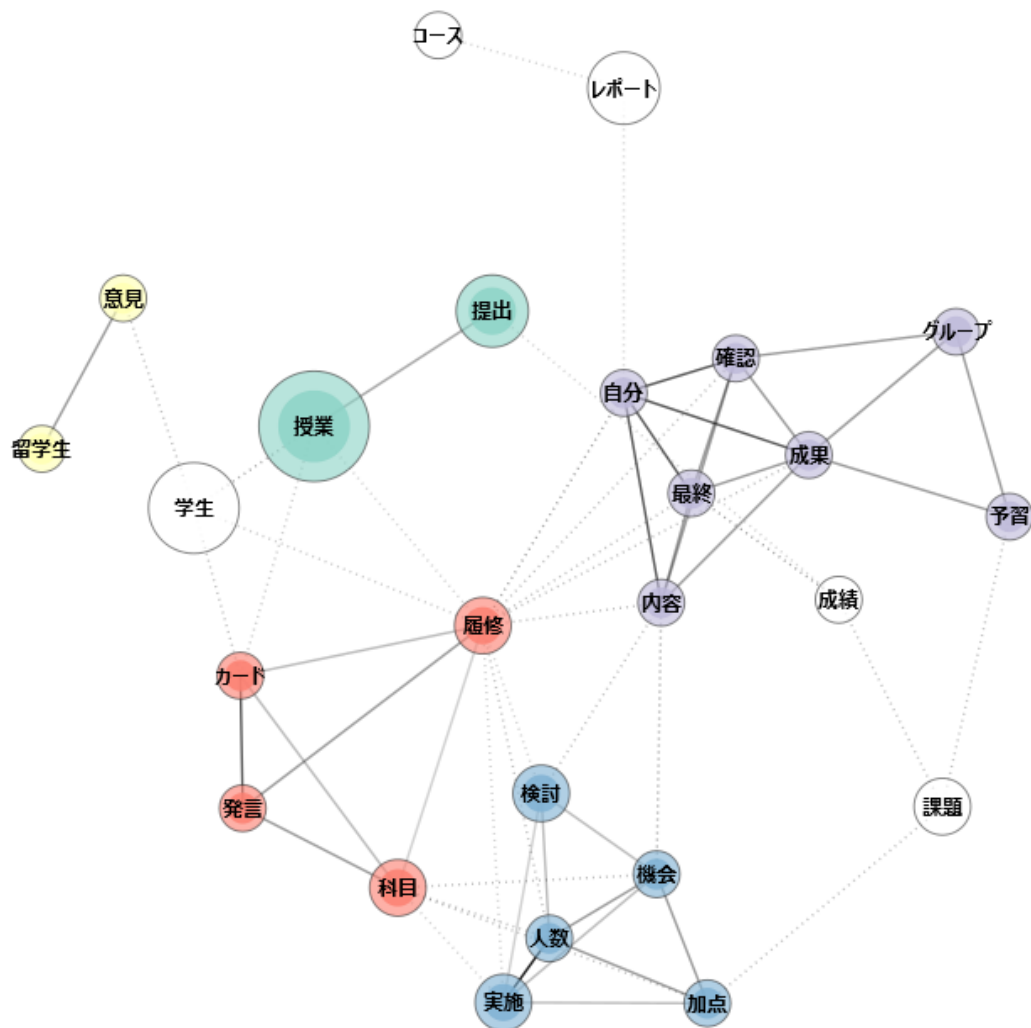 コース
レポート
意見
提出
グループ
確認
自分
授業
留学生
成果
最終
学生
予習
成績
内容
履修
カード
検討
発言
課題
機会
科目
人数
実施
加点